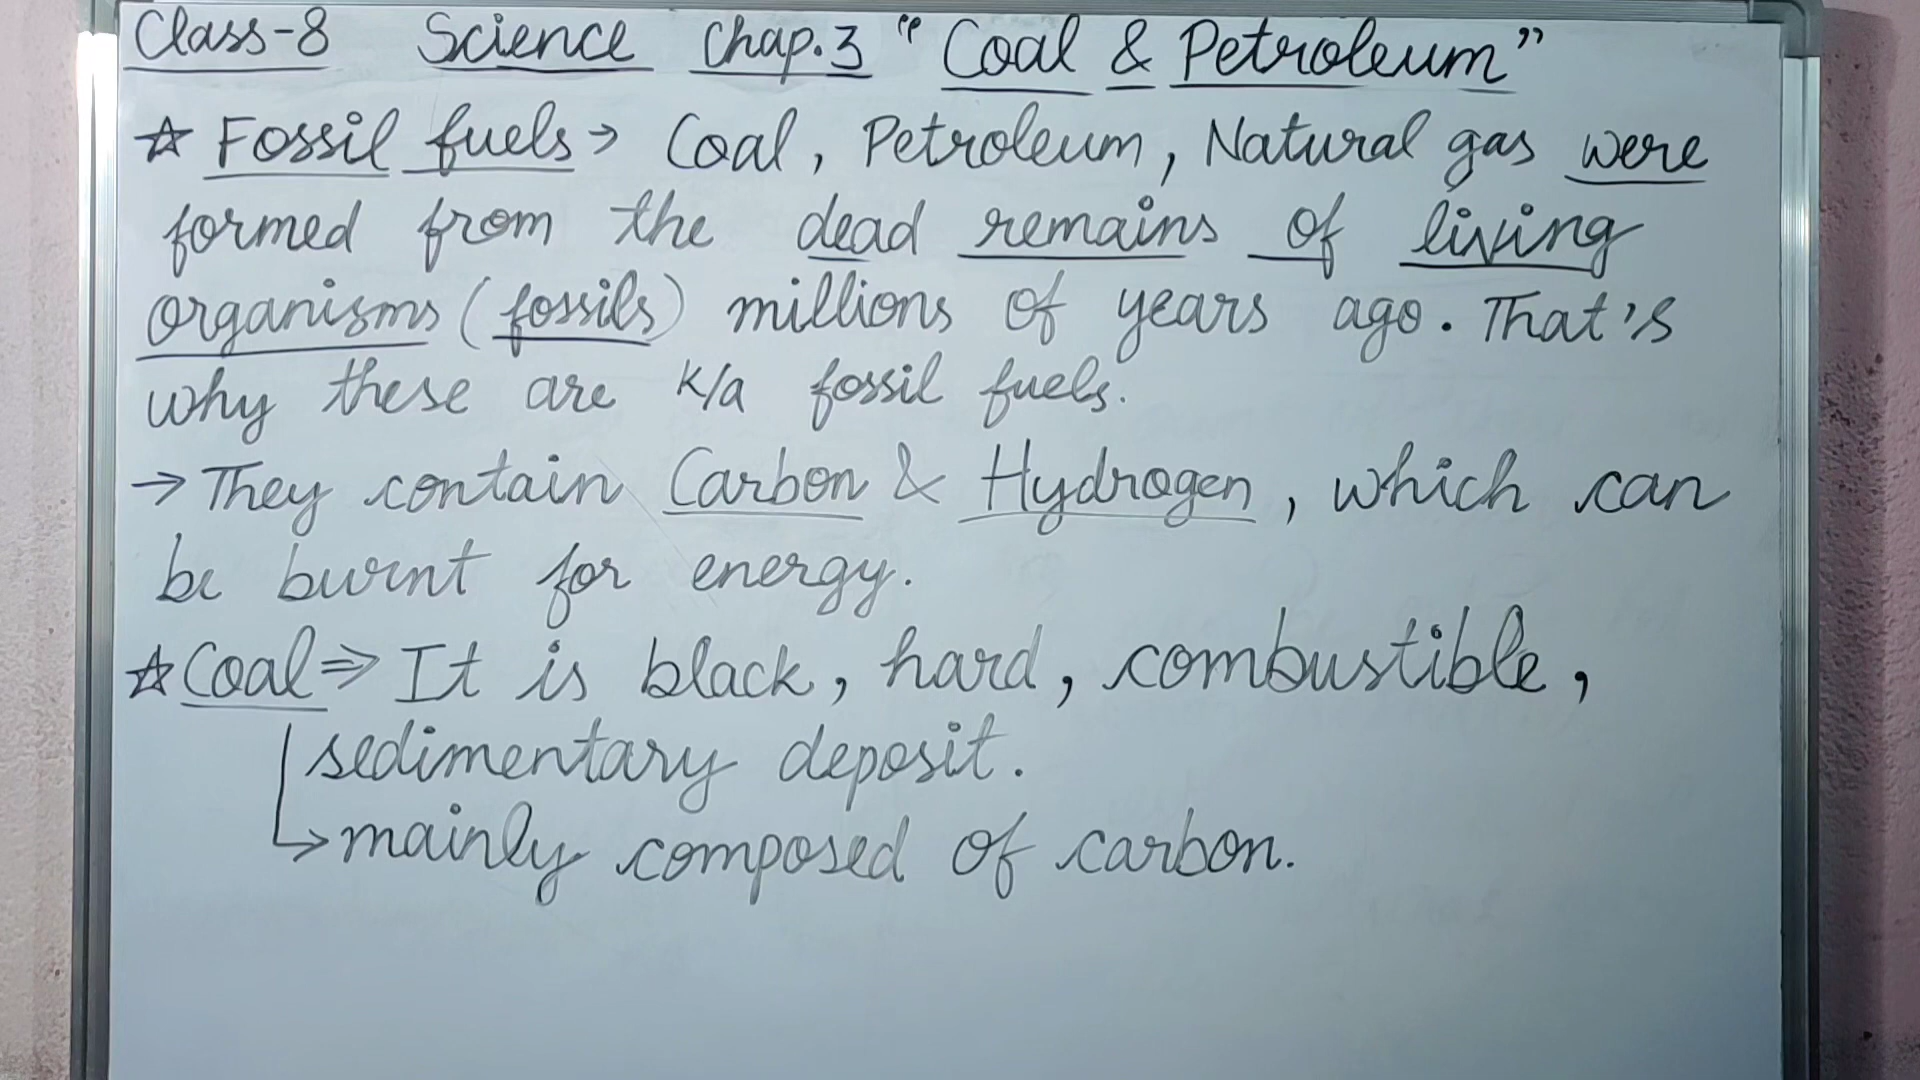 Class-8 Science Chap.3 "Coal & Petroleum"
☆ Fossil fuels → Coal, Petroleum, Natural gas were
formed from the dead remains of living
organisms (fossils) millions of years ago. That's
why these are k/a fossil fuels.
→ They contain Carbon & Hydrogen, which can
be burnt for energy.
☆ Coal ⇒ It is black, hard, combustible,
sedimentary deposit.
↳ mainly composed of carbon.